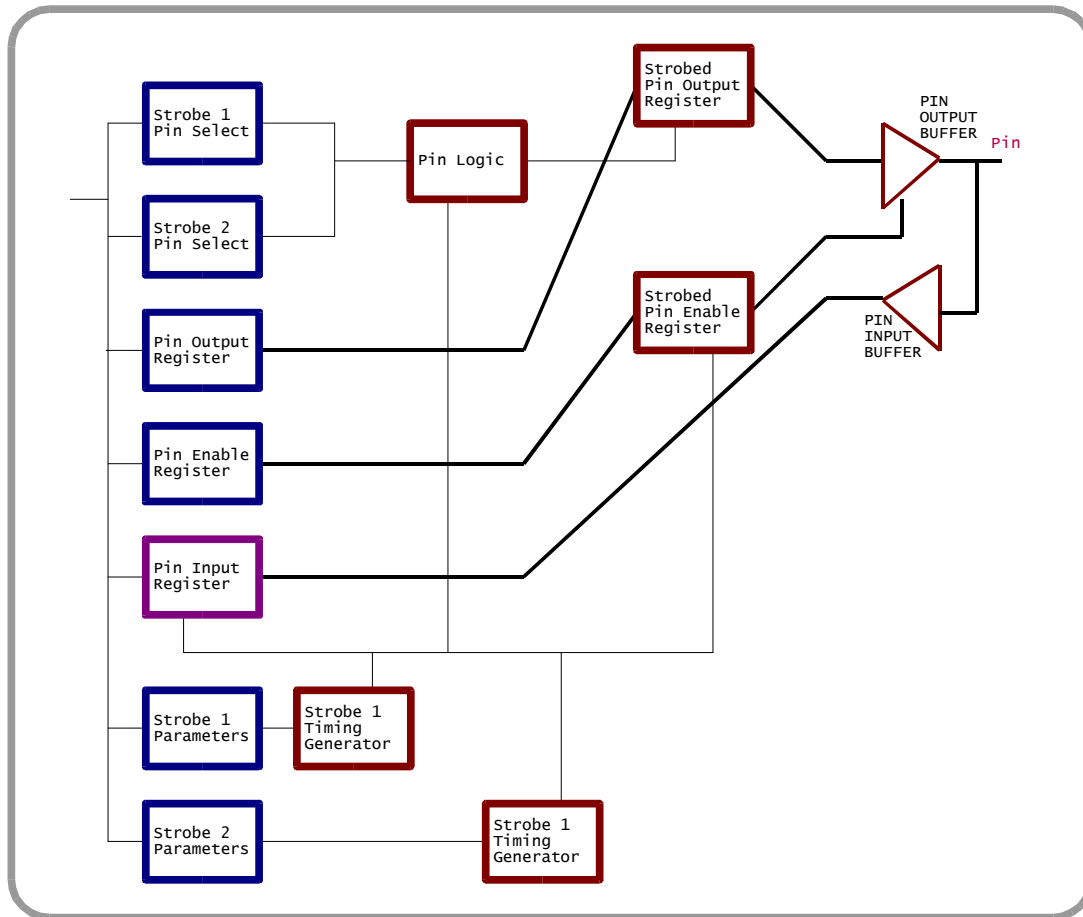 Strobed
Pin Output
Register
PIN
OUTPUT
BUFFER
Pin
Strobe 1
Pin Select
Pin Logic
Strobe 2
Pin Select
Strobed
Pin Enable
Register
PIN
INPUT
BUFFER
Pin Output
Register
Pin Enable
Register
Pin Input
Register
Strobe 1
Parameters
Strobe 1
Timing
Generator
Strobe 2
Parameters
Strobe 1
Timing
Generator